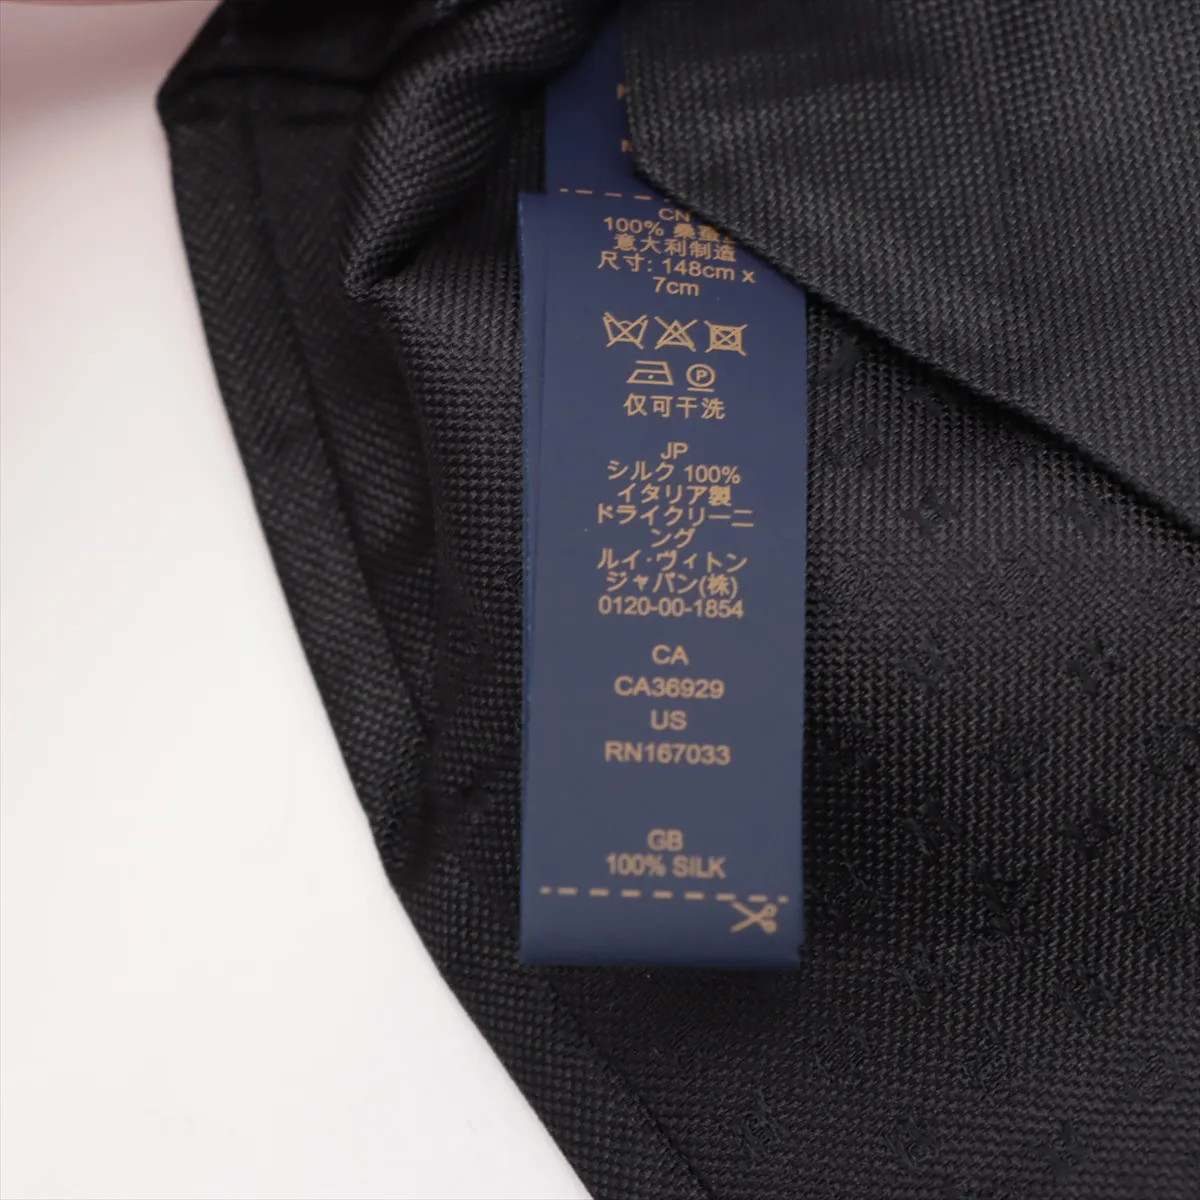 CN
100% 桑蚕
意大利制造
尺寸: 148cm x
7cm
P
仅可干洗
JP
シルク 100%
イタリア製
ドライクリーニ
ング
ルイ·ヴィトン
ジャパン(株)
0120-00-1854
CA
CA36929
US
RN167033
GB
100% SILK